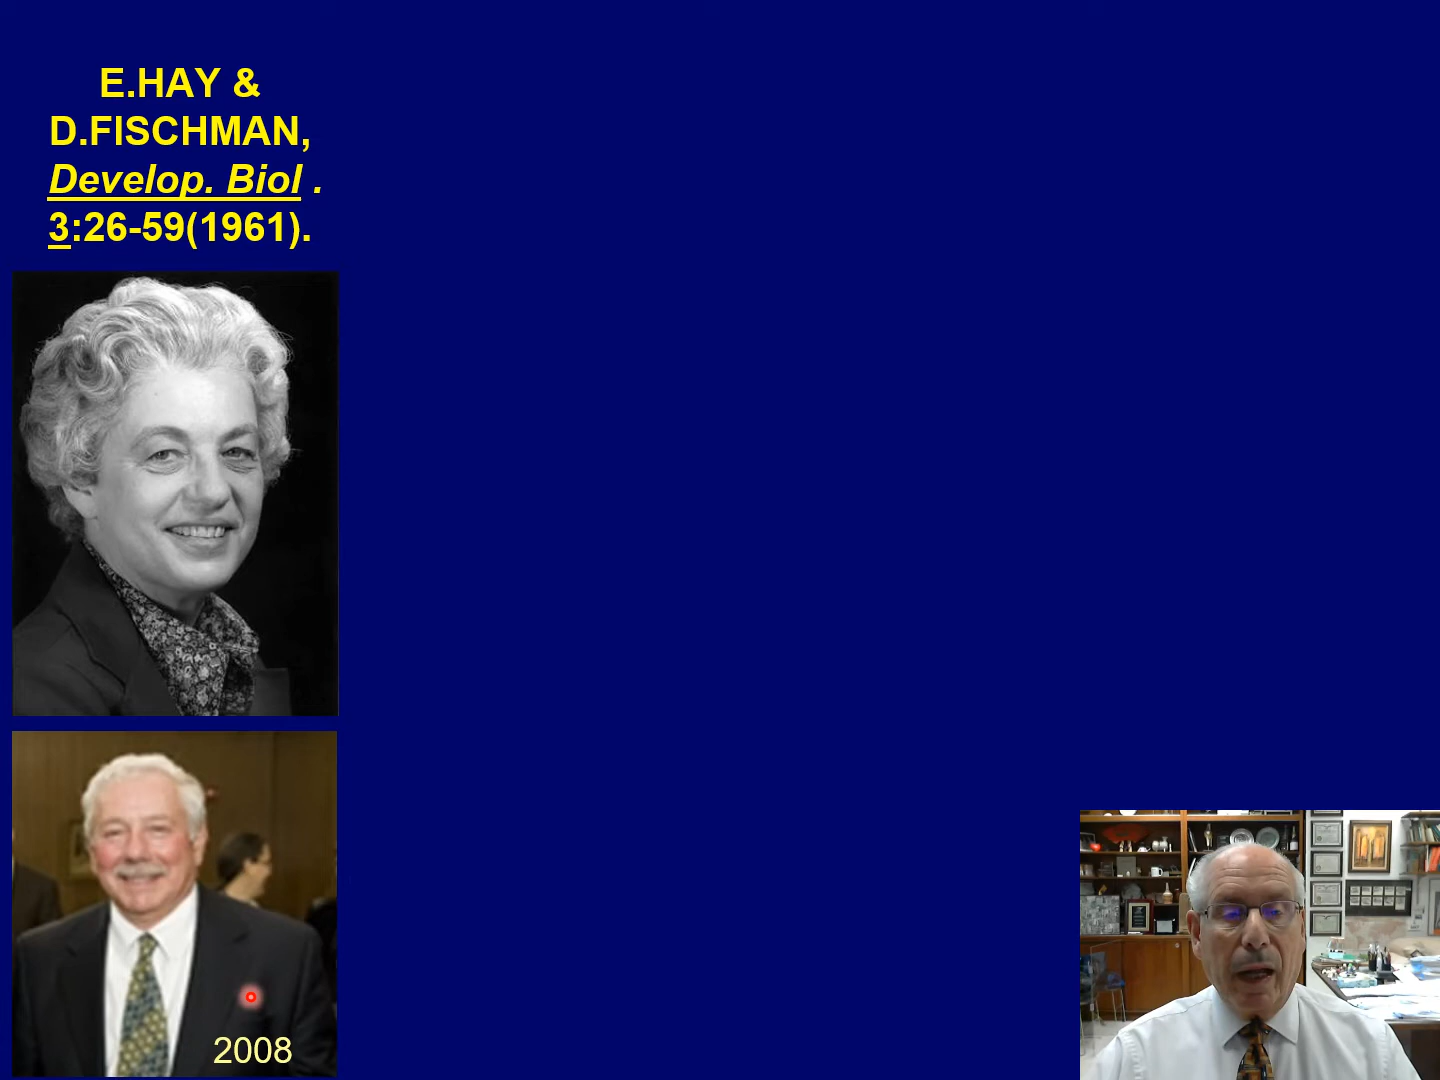 E.HAY &
D.FISCHMAN,
Develop. Biol .
3:26-59(1961).
2008